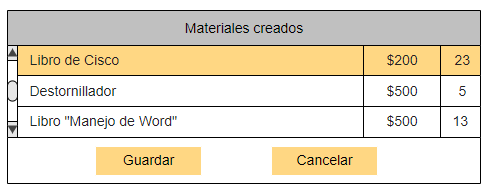 Materiales creados
Libro de Cisco $200 23
Destornillador $500 5
Libro "Manejo de Word" $500 13
Guardar Cancelar